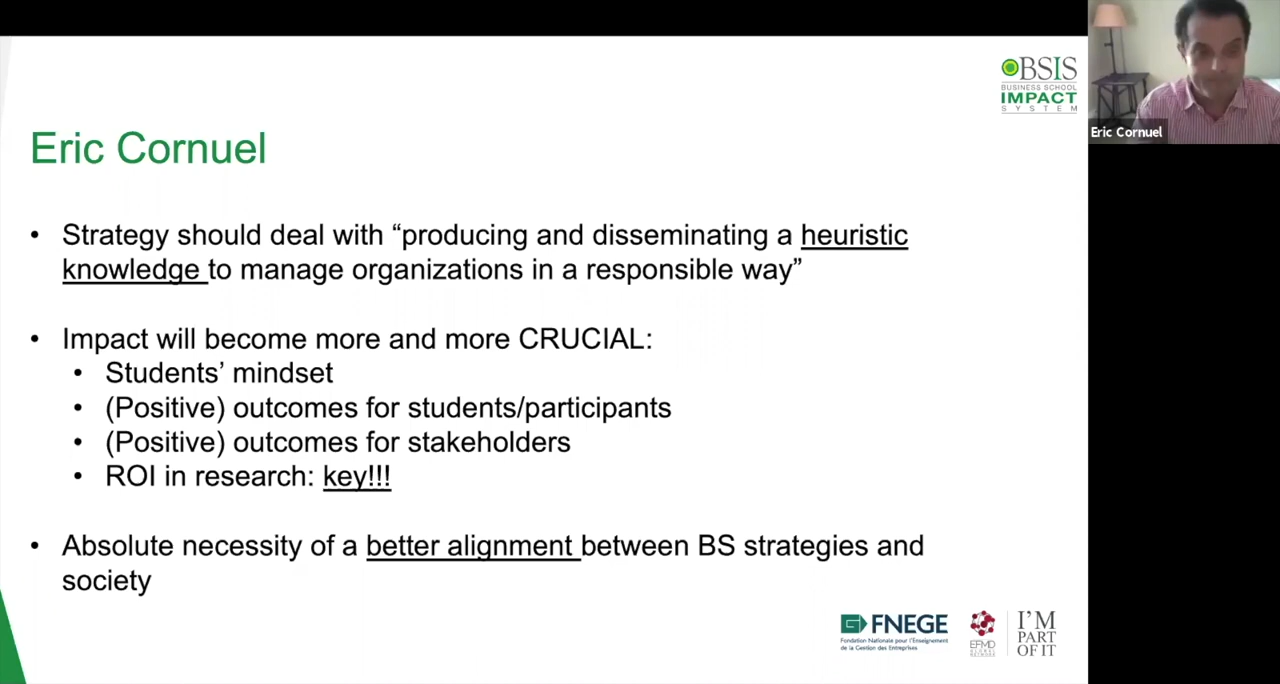 BSIS
BUSINESS SCHOOL
IMPACT
SYSTEM
Eric Cornuel
Eric Cornuel
• Strategy should deal with “producing and disseminating a heuristic
knowledge to manage organizations in a responsible way”
• Impact will become more and more CRUCIAL:
• Students’ mindset
• (Positive) outcomes for students/participants
• (Positive) outcomes for stakeholders
• ROI in research: key!!!
• Absolute necessity of a better alignment between BS strategies and
society
FNEGE
Fondation Nationale pour l'Enseignement
de la Gestion des Entreprises
EFMD
GLOBAL
NETWORK
I'M
PART
OF IT